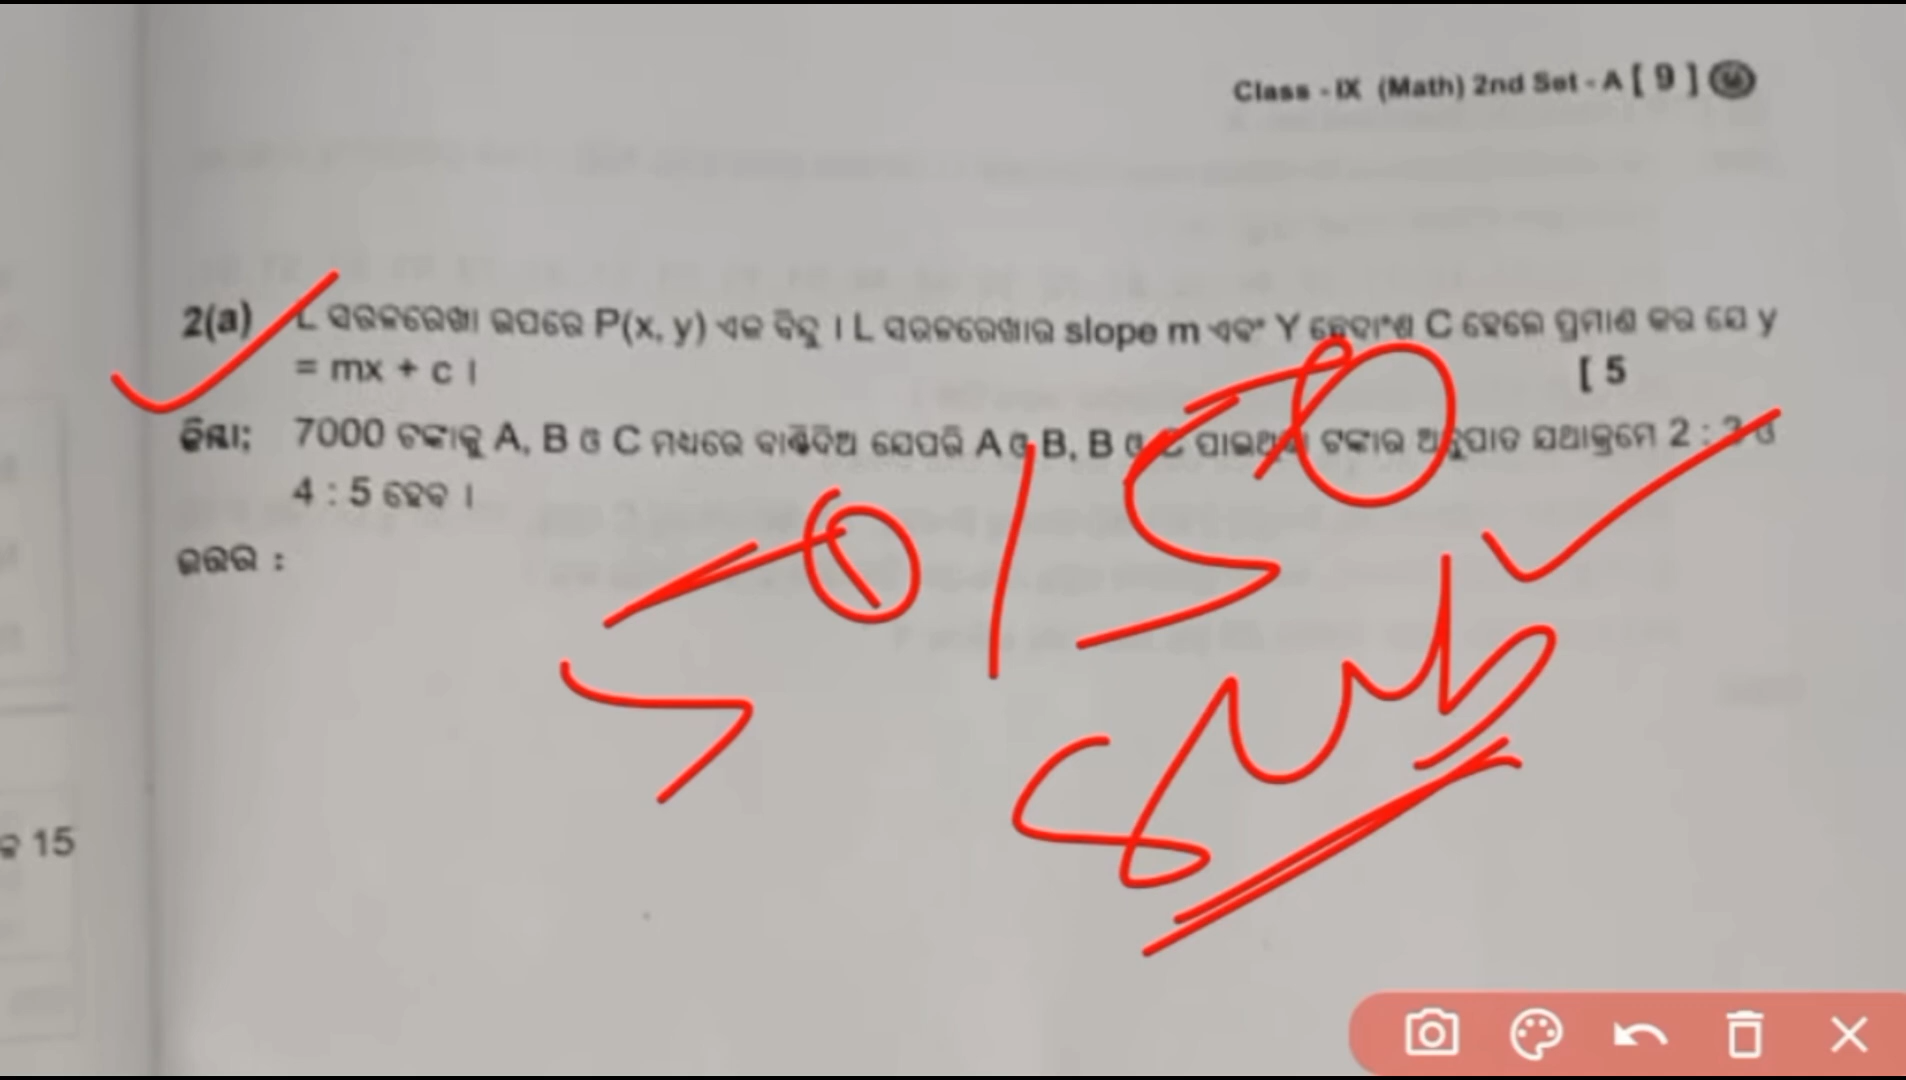 Class - IX (Math) 2nd Set - A [ 9 ]
2(a) L ସରଳରେଖା ଉପରେ P(x, y) ଏକ ବିନ୍ଦୁ । L ସରଳରେଖାର slope m ଏବଂ Y ଛେଦାଂଶ C ହେଲେ ପ୍ରମାଣ କର ଯେ y
= mx + c ।
[ 5
କିମ୍ବା; 7000 ଟଙ୍କାକୁ A, B ଓ C ମଧ୍ୟରେ ବାଣ୍ଟିଦିଅ ଯେପରି A ଓ B, B ଓ C ପାଇଥିବା ଟଙ୍କାର ଅନୁପାତ ଯଥାକ୍ରମେ 2 : 3 ଓ
4 : 5 ହେବ ।
ଉତ୍ତର :
15
Sub